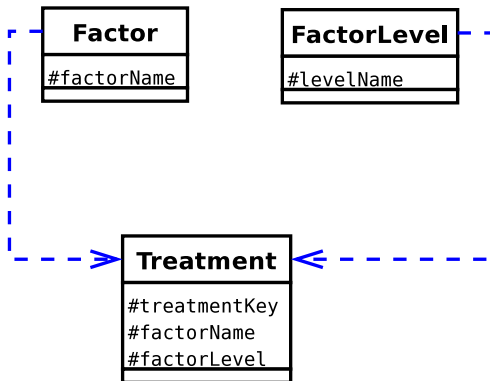 Factor
#factorName
FactorLevel
#levelName
Treatment
#treatmentKey
#factorName
#factorLevel